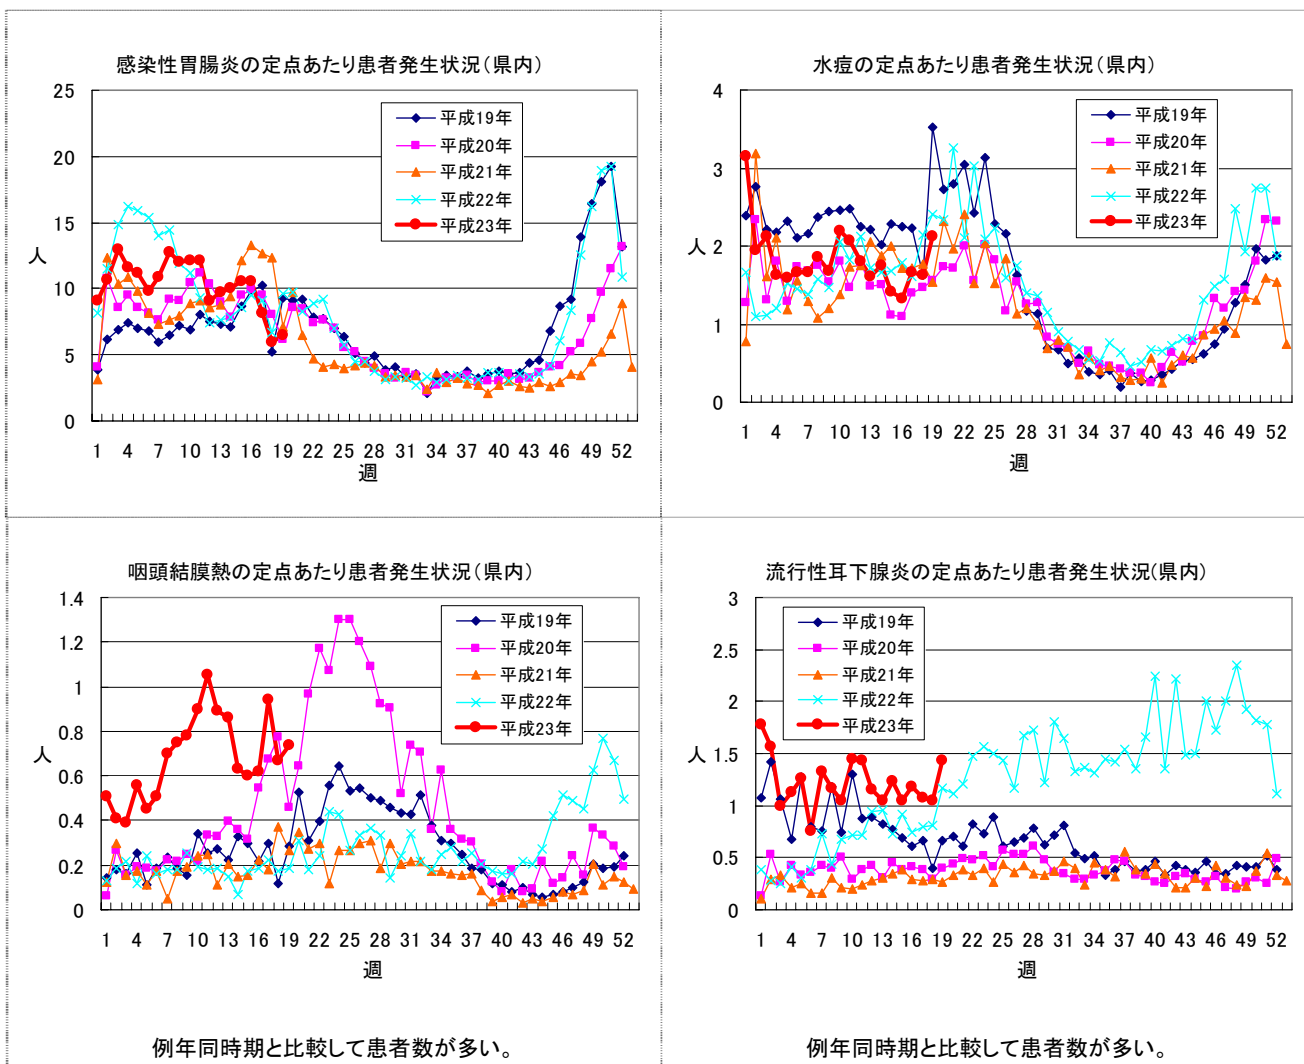 感染性胃腸炎の定点あたり患者発生状況(県内)
25
20
15
10
5
0
人
平成19年
平成20年
平成21年
平成22年
平成23年
1 4 7 10 13 16 19 22 25 28 31 34 37 40 43 46 49 52
週
水痘の定点あたり患者発生状況(県内)
4
3
2
1
0
人
平成19年
平成20年
平成21年
平成22年
平成23年
1 4 7 10 13 16 19 22 25 28 31 34 37 40 43 46 49 52
週
咽頭結膜熱の定点あたり患者発生状況(県内)
1.4
1.2
1
0.8
0.6
0.4
0.2
0
人
平成19年
平成20年
平成21年
平成22年
平成23年
1 4 7 10 13 16 19 22 25 28 31 34 37 40 43 46 49 52
週
例年同時期と比較して患者数が多い。
流行性耳下腺炎の定点あたり患者発生状況(県内)
3
2.5
2
1.5
1
0.5
0
人
平成19年
平成20年
平成21年
平成22年
平成23年
1 4 7 10 13 16 19 22 25 28 31 34 37 40 43 46 49 52
週
例年同時期と比較して患者数が多い。